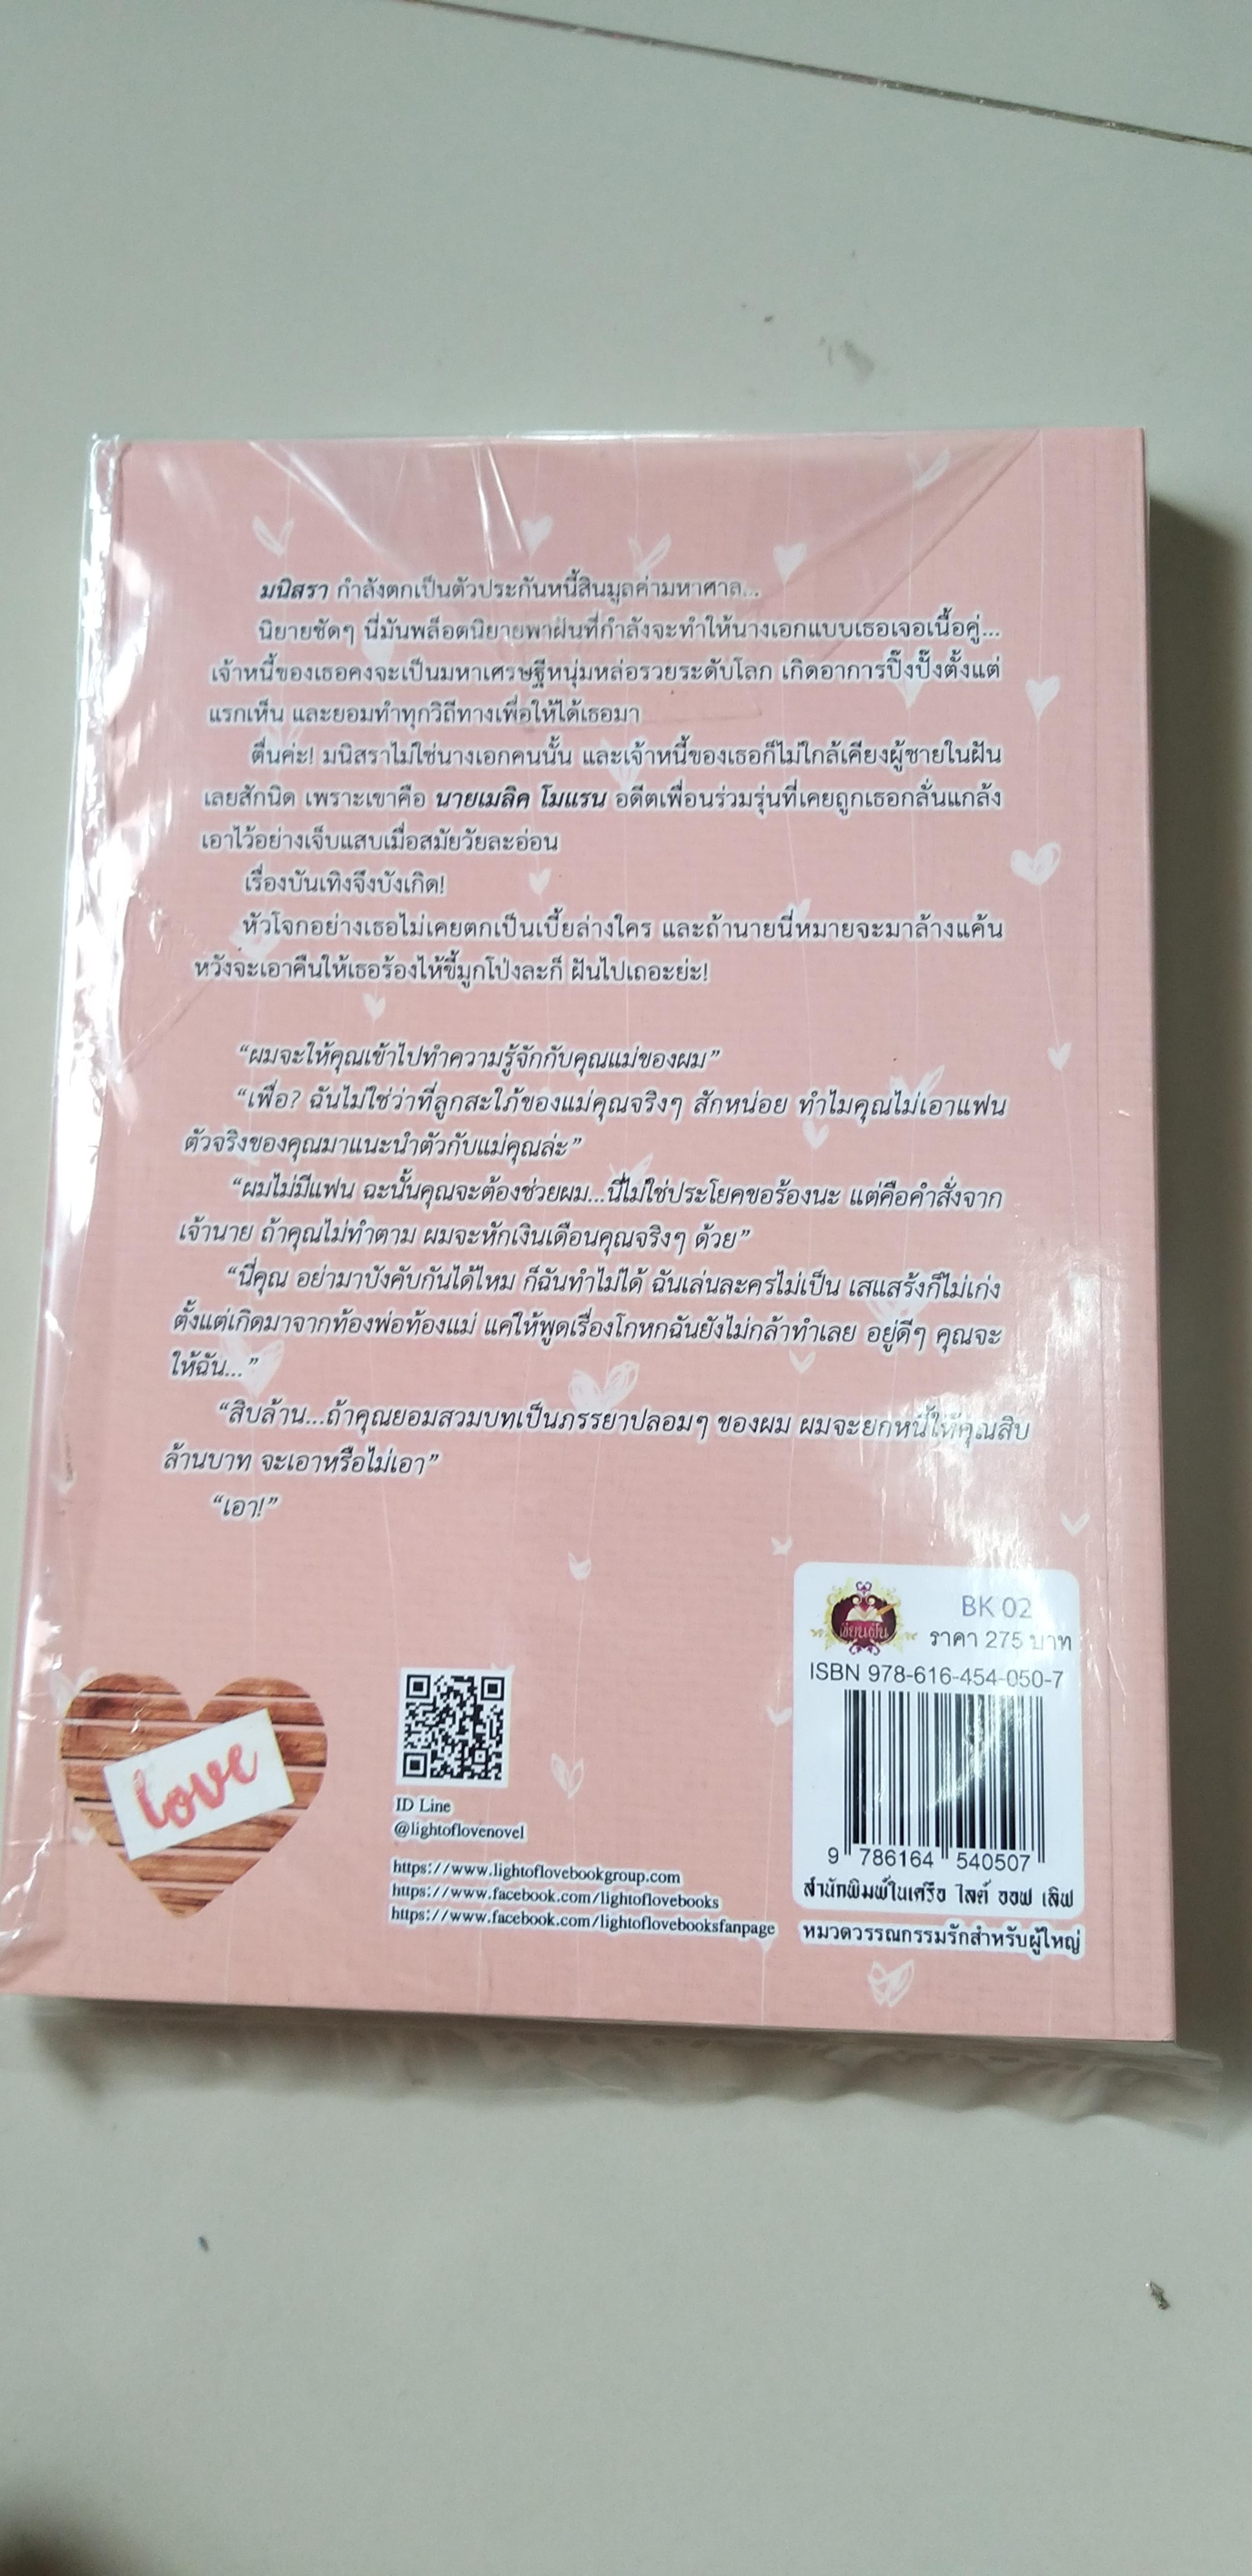 มนิสรา กำลังตกเป็นตัวประกันหนี้สินมูลค่ามหาศาล...
นิยายชัดๆ นี่มันพล็อตนิยายพาฝันที่กำลังจะทำให้นางเอกแบบเธอเจอเนื้อคู่...
เจ้าหนี้ของเธอคงจะเป็นมหาเศรษฐีหนุ่มหล่อรวยระดับโลก เกิดอาการปิ๊งปั๊งตั้งแต่
แรกเห็น และยอมทำทุกวิถีทางเพื่อให้ได้เธอมา
ตื่นค่ะ! มนิสราไม่ใช่นางเอกคนนั้น และเจ้าหนี้ของเธอก็ไม่ใกล้เคียงผู้ชายในฝัน
เลยสักนิด เพราะเขาคือ นายเมลิค โมแรน อดีตเพื่อนร่วมรุ่นที่เคยถูกเธอกลั่นแกล้ง
เอาไว้อย่างเจ็บแสบเมื่อสมัยวัยละอ่อน
เรื่องบันเทิงจึงบังเกิด!
หัวโจกอย่างเธอไม่เคยตกเป็นเบี้ยล่างใคร และถ้านายนี่หมายจะมาล้างแค้น
หวังจะเอาคืนให้เธอร้องไห้ขี้มูกโป่งละก็ ฝันไปเถอะย่ะ!
“ผมจะให้คุณเข้าไปทำความรู้จักกับคุณแม่ของผม”
“เพื่อ? ฉันไม่ใช่ว่าที่ลูกสะใภ้ของแม่คุณจริงๆ สักหน่อย ทำไมคุณไม่เอาแฟน
ตัวจริงของคุณมาแนะนำตัวกับแม่คุณล่ะ”
“ผมไม่มีแฟน ฉะนั้นคุณจะต้องช่วยผม...นี่ไม่ใช่ประโยคขอร้องนะ แต่คือคำสั่งจาก
เจ้านาย ถ้าคุณไม่ทำตาม ผมจะหักเงินเดือนคุณจริงๆ ด้วย”
“นี่คุณ อย่ามาบังคับกันได้ไหม ก็ฉันทำไม่ได้ ฉันเล่นละครไม่เป็น เสแสร้งก็ไม่เก่ง
ตั้งแต่เกิดมาจากท้องพ่อท้องแม่ แค่ให้พูดเรื่องโกหกฉันยังไม่กล้าทำเลย อยู่ดีๆ คุณจะ
ให้ฉัน...”
“สิบล้าน...ถ้าคุณยอมสวมบทเป็นภรรยาปลอมๆ ของผม ผมจะยกหนี้ให้คุณสิบ
ล้านบาท จะเอาหรือไม่เอา”
“เอา!”
love
ID Line
@lightoflovenovel
https://www.lightoflovebookgroup.com
https://www.facebook.com/lightoflovebooks
https://www.facebook.com/lightoflovebooksfanpage
เขียนฝัน
BK 02
ราคา 275 บาท
ISBN 978-616-454-050-7
9 786164 540507
สำนักพิมพ์ในเครือ ไลต์ ออฟ เลิฟ
หมวดวรรณกรรมรักสำหรับผู้ใหญ่